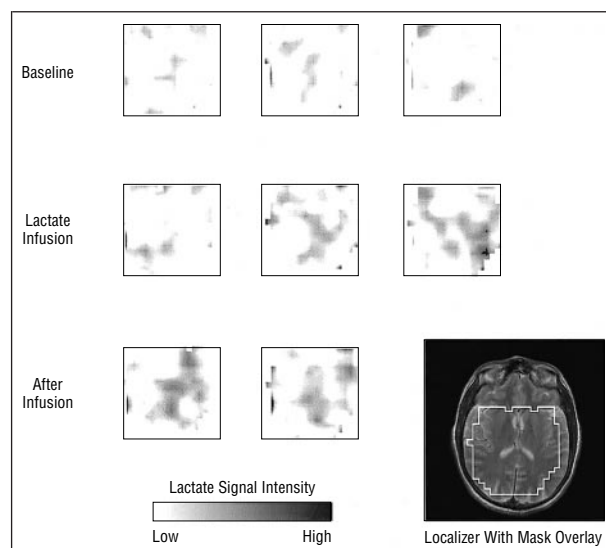 Baseline
Lactate
Infusion
After
Infusion
Lactate Signal Intensity
Low High
Localizer With Mask Overlay